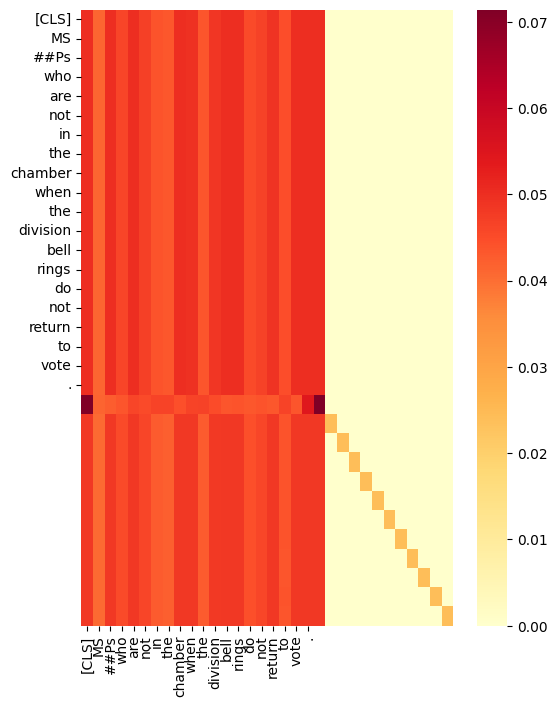 [CLS]
MS
##Ps
who
are
not
in
the
chamber
when
the
division
bell
rings
do
not
return
to
vote
.
[CLS]
MS
##Ps
who
are
not
in
the
chamber
when
the
division
bell
rings
do
not
return
to
vote
.
0.07
0.06
0.05
0.04
0.03
0.02
0.01
0.00